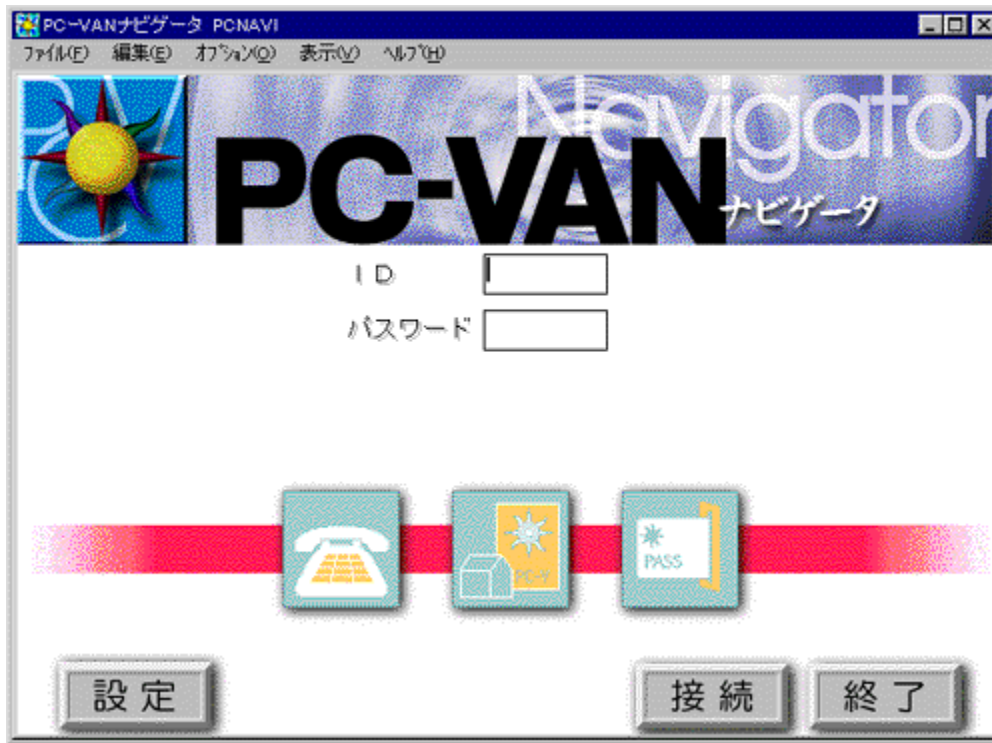 PC-VANナビゲータ PCNAVI
ファイル(F) 編集(E) オプション(O) 表示(V) ヘルプ(H)
PCV
Navigator
PC-VAN
ナビゲータ
ID
パスワード
PC-V
PASS
設定 接続 終了